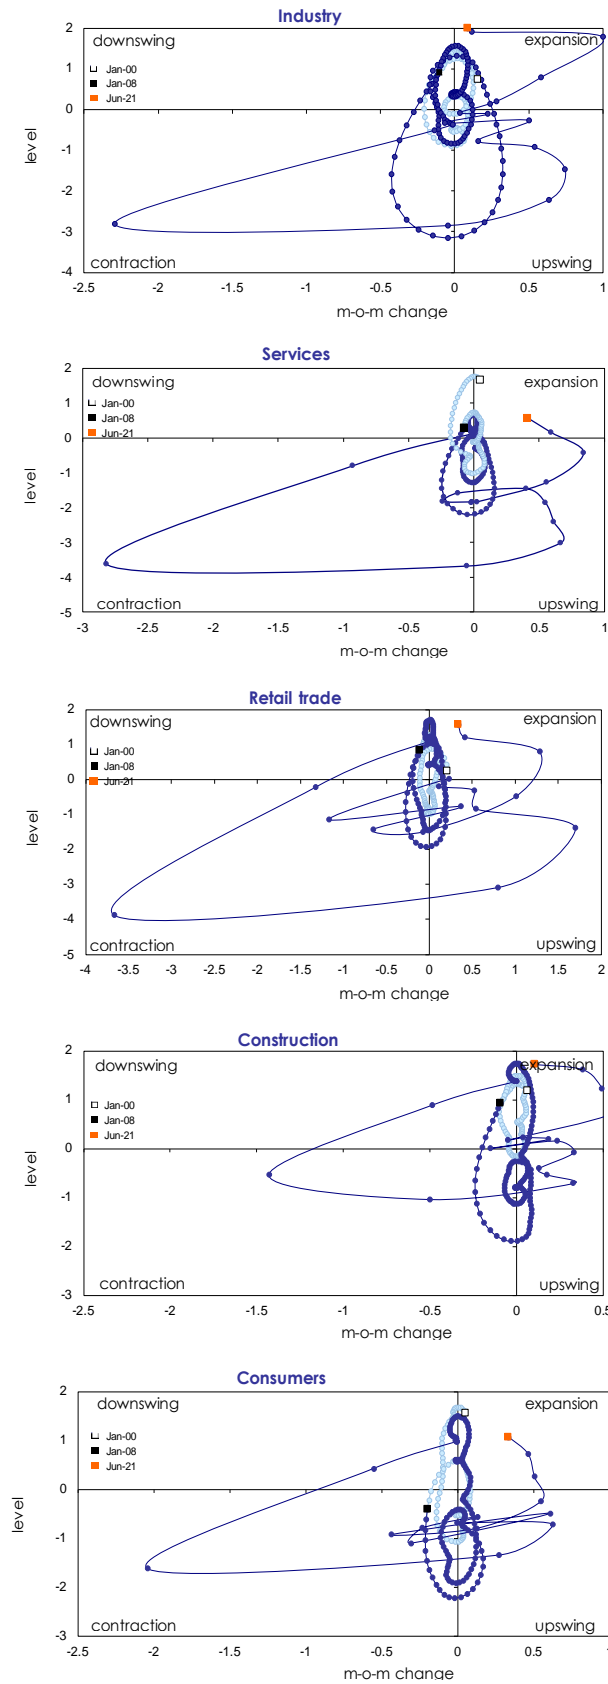 Industry
downswing
expansion
Jan-00
Jan-08
Jun-21
level
2
1
0
-1
-2
-3
-4
contraction
upswing
-2.5 -2 -1.5 -1 -0.5 0 0.5 1
m-o-m change
Services
downswing
expansion
Jan-00
Jan-08
Jun-21
level
2
1
0
-1
-2
-3
-4
-5
contraction
upswing
-3 -2.5 -2 -1.5 -1 -0.5 0 0.5 1
m-o-m change
Retail trade
downswing
expansion
Jan-00
Jan-08
Jun-21
level
2
1
0
-1
-2
-3
-4
-5
contraction
upswing
-4 -3.5 -3 -2.5 -2 -1.5 -1 -0.5 0 0.5 1 1.5 2
m-o-m change
Construction
downswing
expansion
Jan-00
Jan-08
Jun-21
level
2
1
0
-1
-2
-3
contraction
upswing
-2.5 -2 -1.5 -1 -0.5 0 0.5
m-o-m change
Consumers
downswing
expansion
Jan-00
Jan-08
Jun-21
level
2
1
0
-1
-2
-3
contraction
upswing
-2.5 -2 -1.5 -1 -0.5 0 0.5 1
m-o-m change